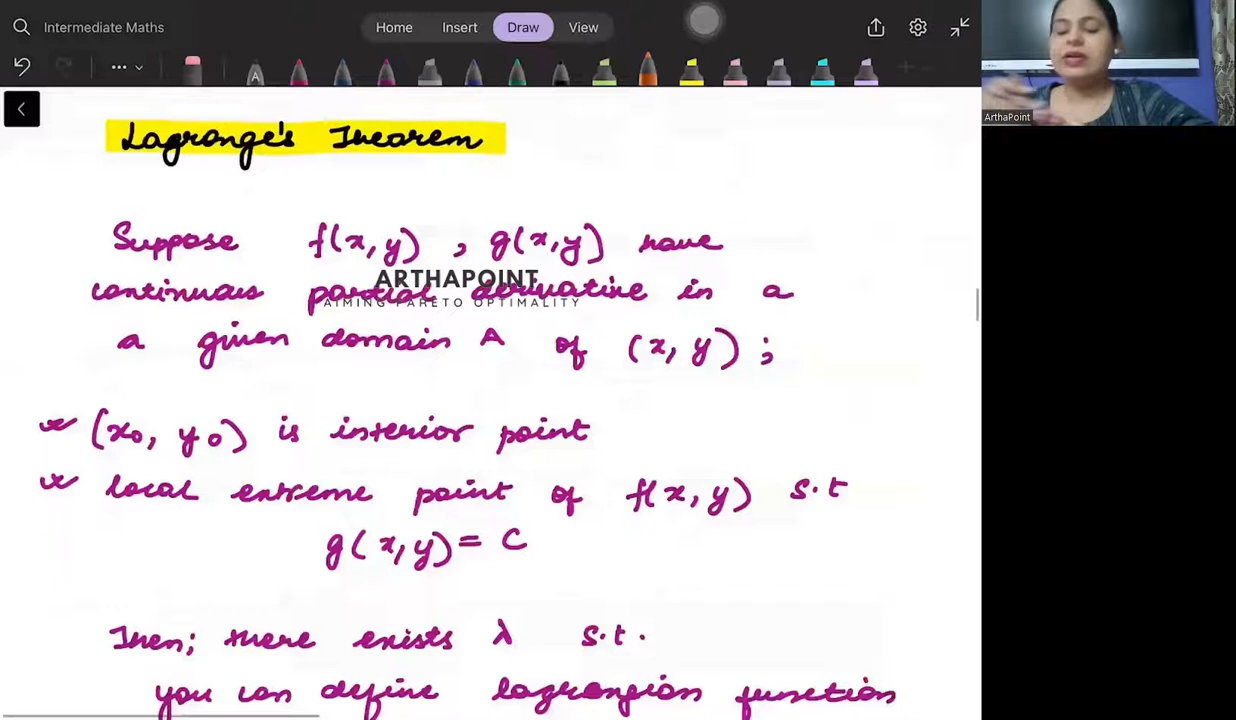 Intermediate Maths
Home Insert Draw View
A
ArthaPoint
Lagrange's Theorem
Suppose f(x,y) , g(x,y) have
ARTHAPOINT
continuous partial derivative in a
AIMING PARETO OPTIMALITY
a given domain A of (x, y) ;
(x₀, y₀) is interior point
local extreme point of f(x,y) s.t
g(x,y) = C
Then; there exists λ s.t.
you can define lagrangian function